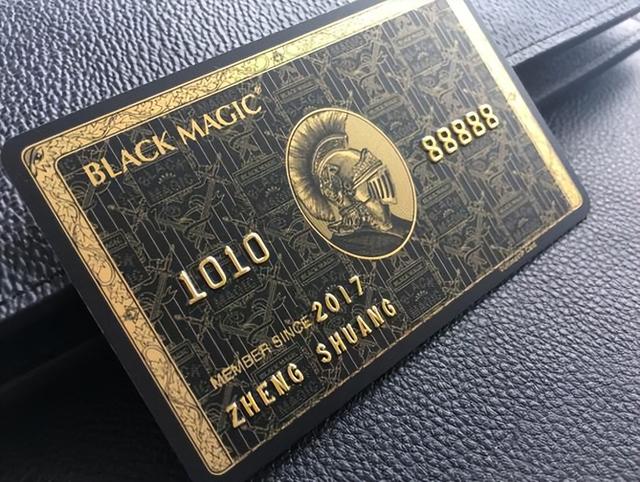 BLACK MAGIC®
88888
1010
MEMBER SINCE 2017
ZHENG SHUANG